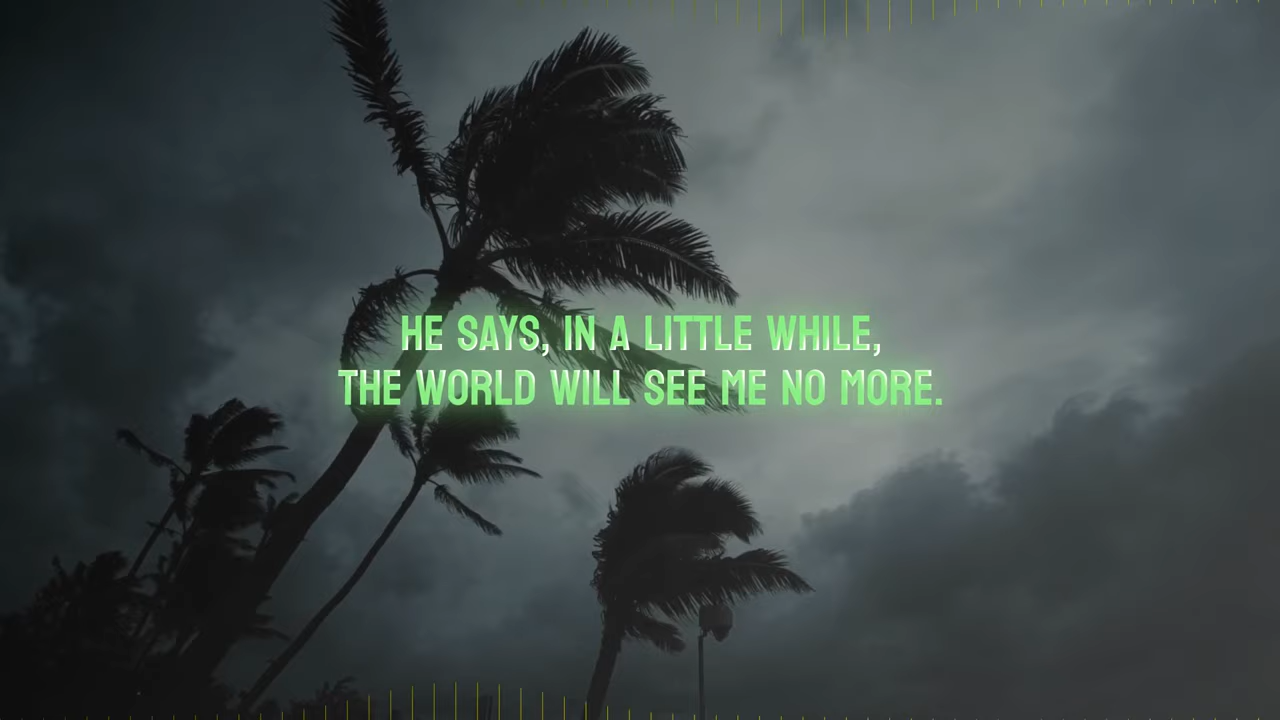 HE SAYS, IN A LITTLE WHILE,
THE WORLD WILL SEE ME NO MORE.